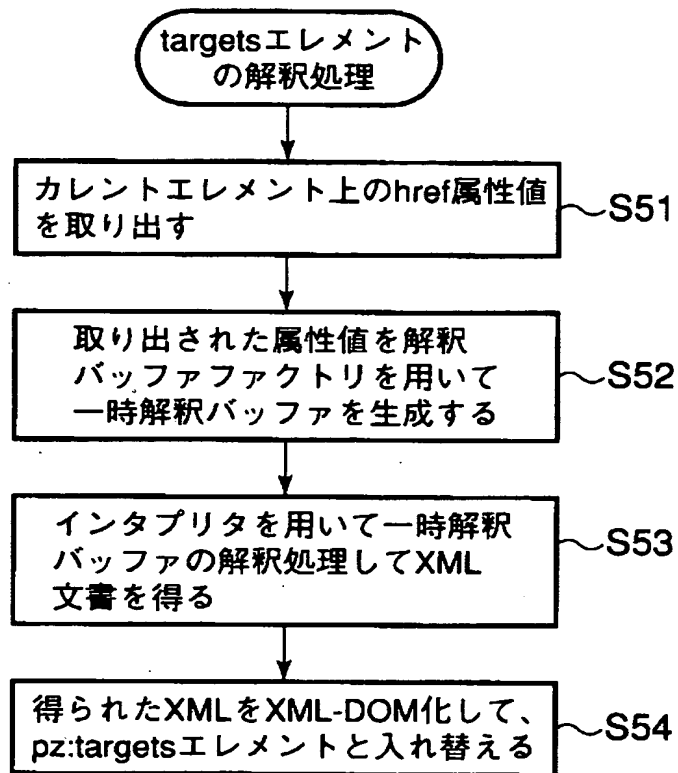 targetsエレメント
の解釈処理
カレントエレメント上のhref属性値
を取り出す
S51
取り出された属性値を解釈
バッファファクトリを用いて
一時解釈バッファを生成する
S52
インタプリタを用いて一時解釈
バッファの解釈処理してXML
文書を得る
S53
得られたXMLをXML-DOM化して、
pz:targetsエレメントと入れ替える
S54